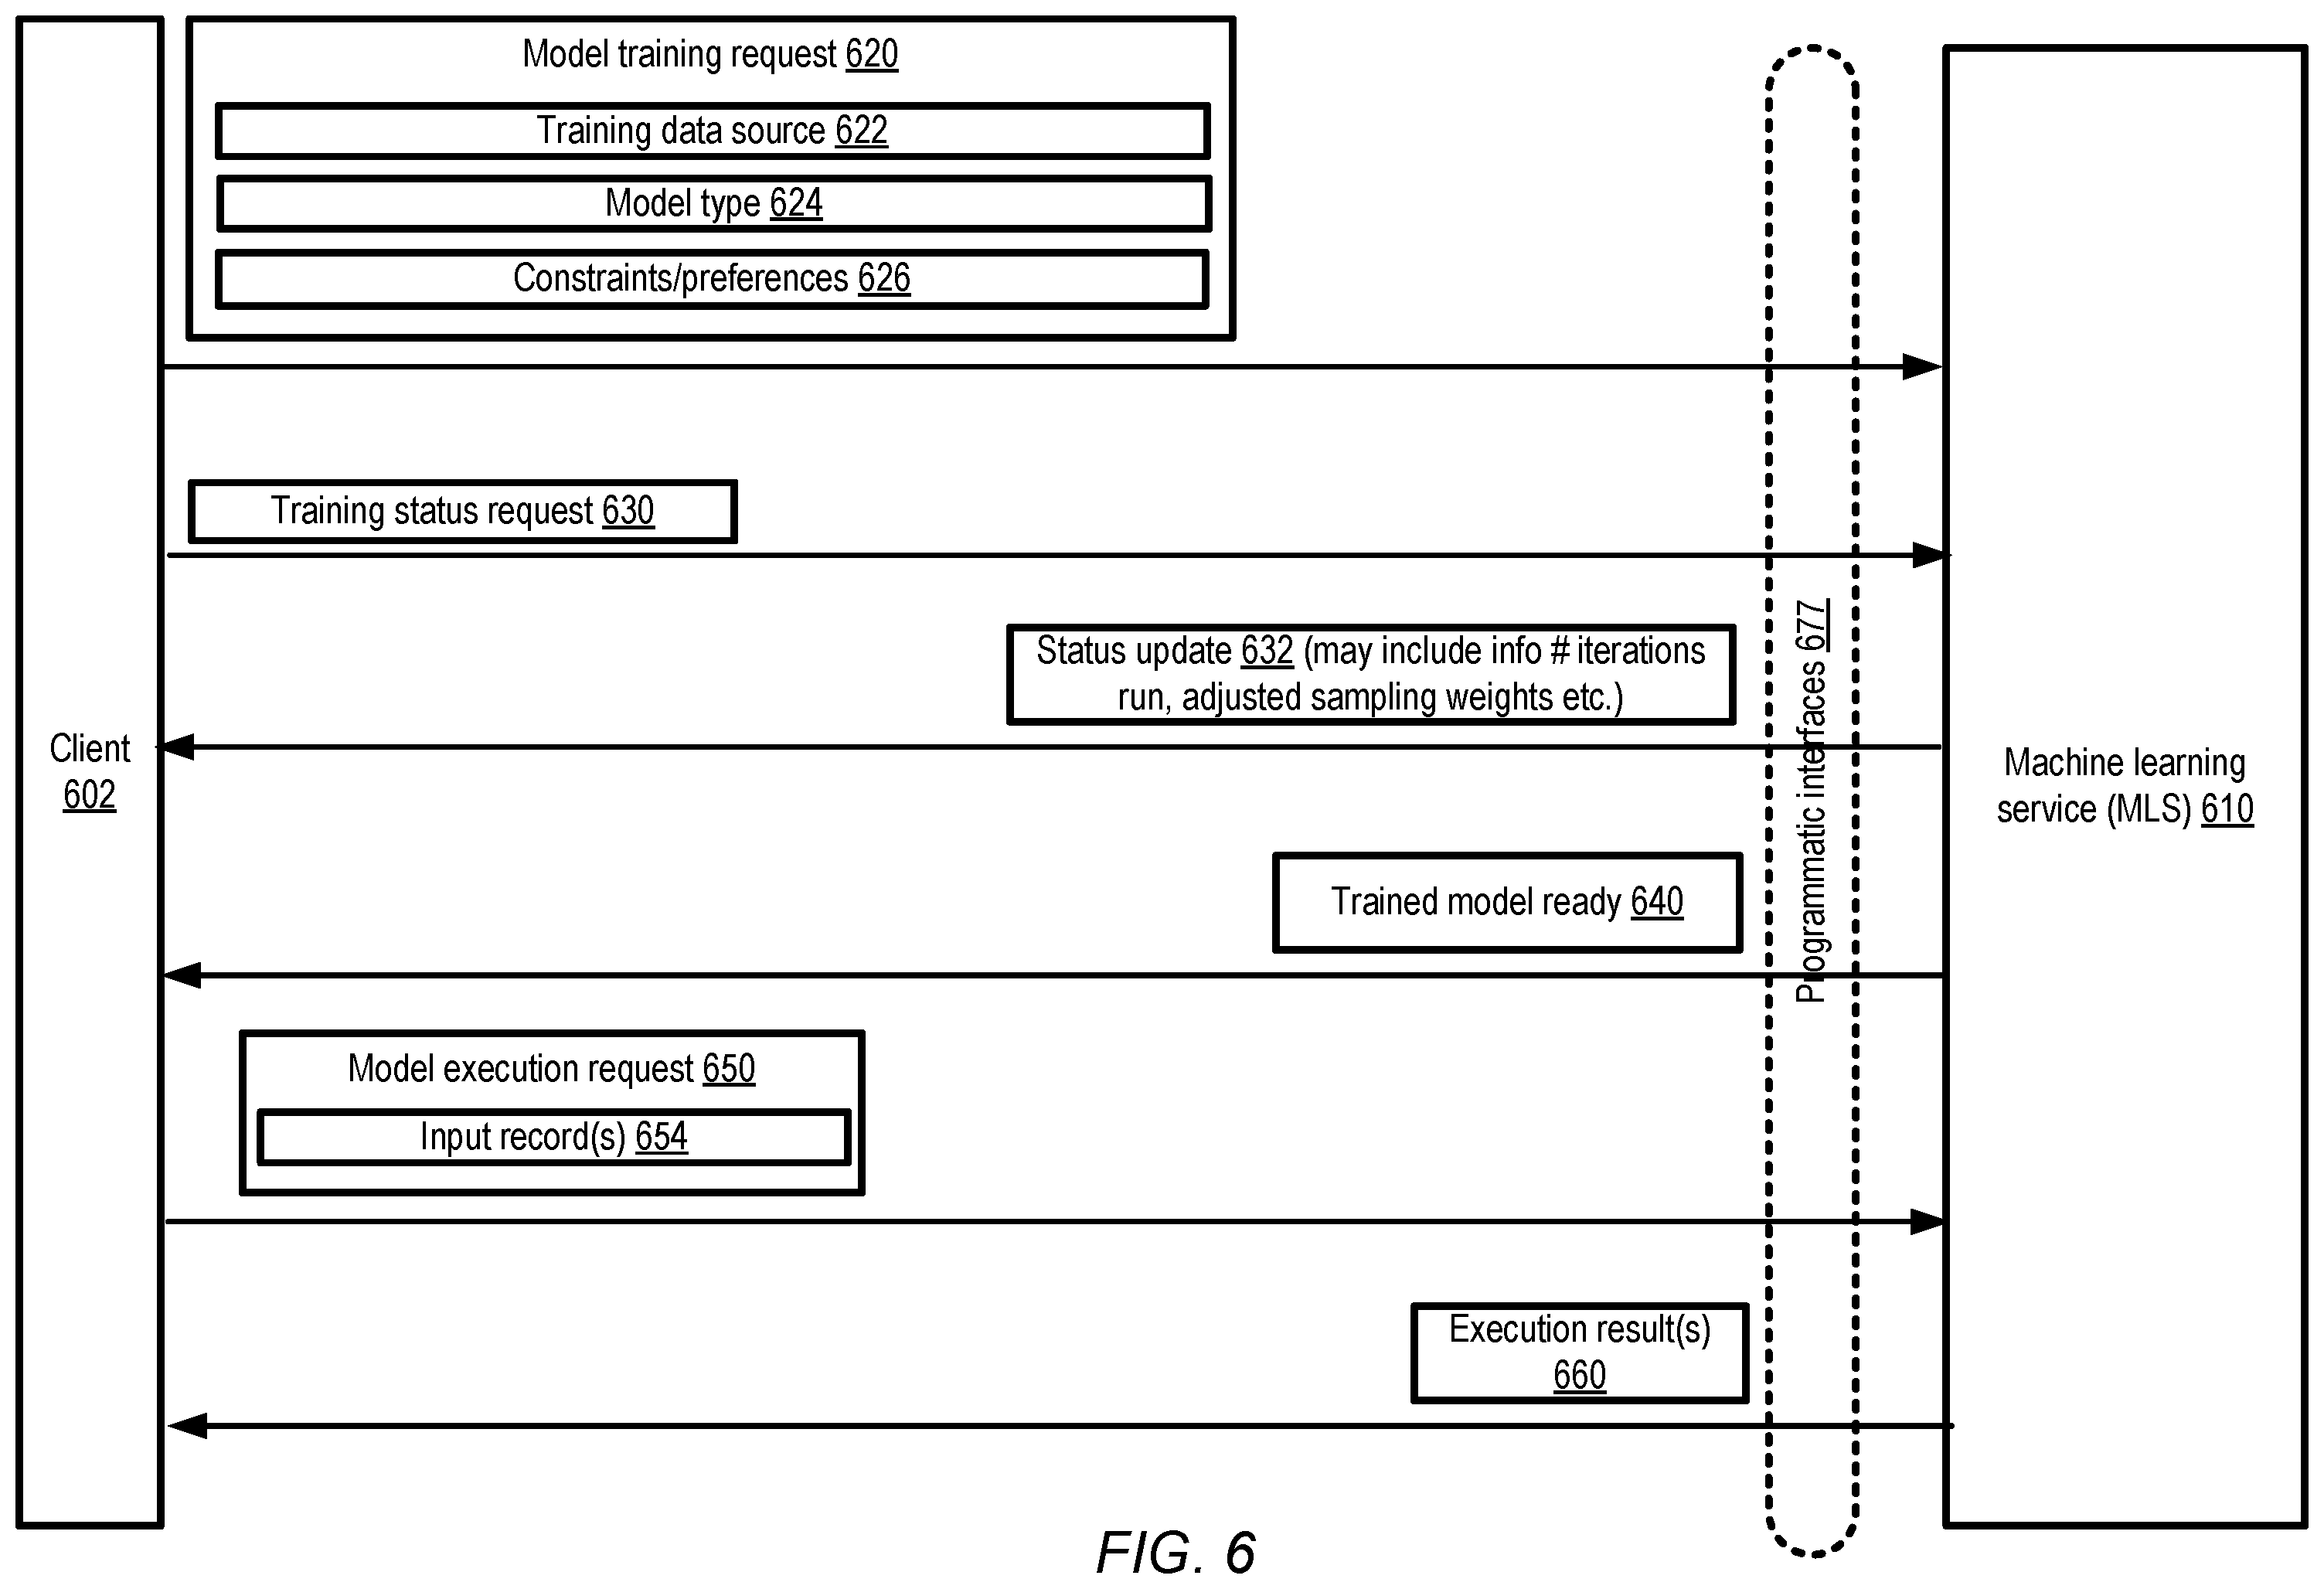 Model training request 620
Training data source 622
Model type 624
Constraints/preferences 626
Training status request 630
Status update 632 (may include info # iterations
run, adjusted sampling weights etc.)
Programmatic interfaces 677
Client
602
Machine learning
service (MLS) 610
Trained model ready 640
Model execution request 650
Input record(s) 654
Execution result(s)
660
FIG. 6